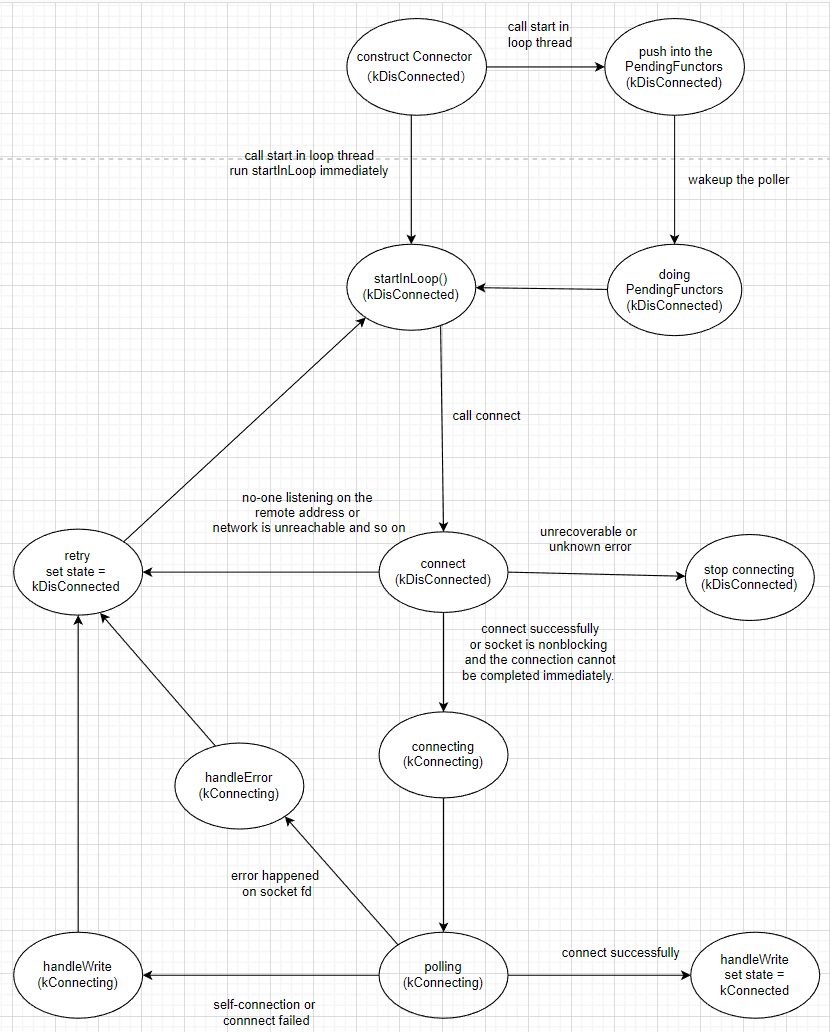 call start in
loop thread
construct Connector
(kDisConnected)
push into the
PendingFunctors
(kDisConnected)
call start in loop thread
run startInLoop immediately
wakeup the poller
startInLoop()
(kDisConnected)
doing
PendingFunctors
(kDisConnected)
call connect
no-one listening on the
remote address or
network is unreachable and so on
unrecoverable or
unknown error
retry
set state =
kDisConnected
connect
(kDisConnected)
stop connecting
(kDisConnected)
connect successfully
or socket is nonblocking
and the connection cannot
be completed immediately.
connecting
(kConnecting)
handleError
(kConnecting)
error happened
on socket fd
handleWrite
(kConnecting)
polling
(kConnecting)
connect successfully
handleWrite
set state =
kConnected
self-connection or
connnect failed